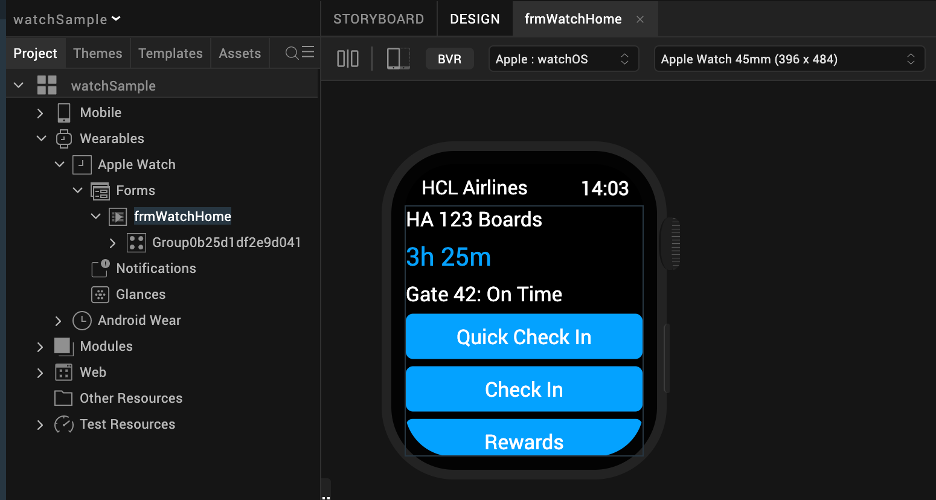 watchSample
STORYBOARD DESIGN frmWatchHome ×
Project Themes Templates Assets
BVR Apple : watchOS Apple Watch 45mm (396 x 484)
watchSample
Mobile
Wearables
Apple Watch
Forms
frmWatchHome
Group0b25d1df2e9d041
Notifications
Glances
Android Wear
Modules
Web
Other Resources
Test Resources
HCL Airlines 14:03
HA 123 Boards
3h 25m
Gate 42: On Time
Quick Check In
Check In
Rewards